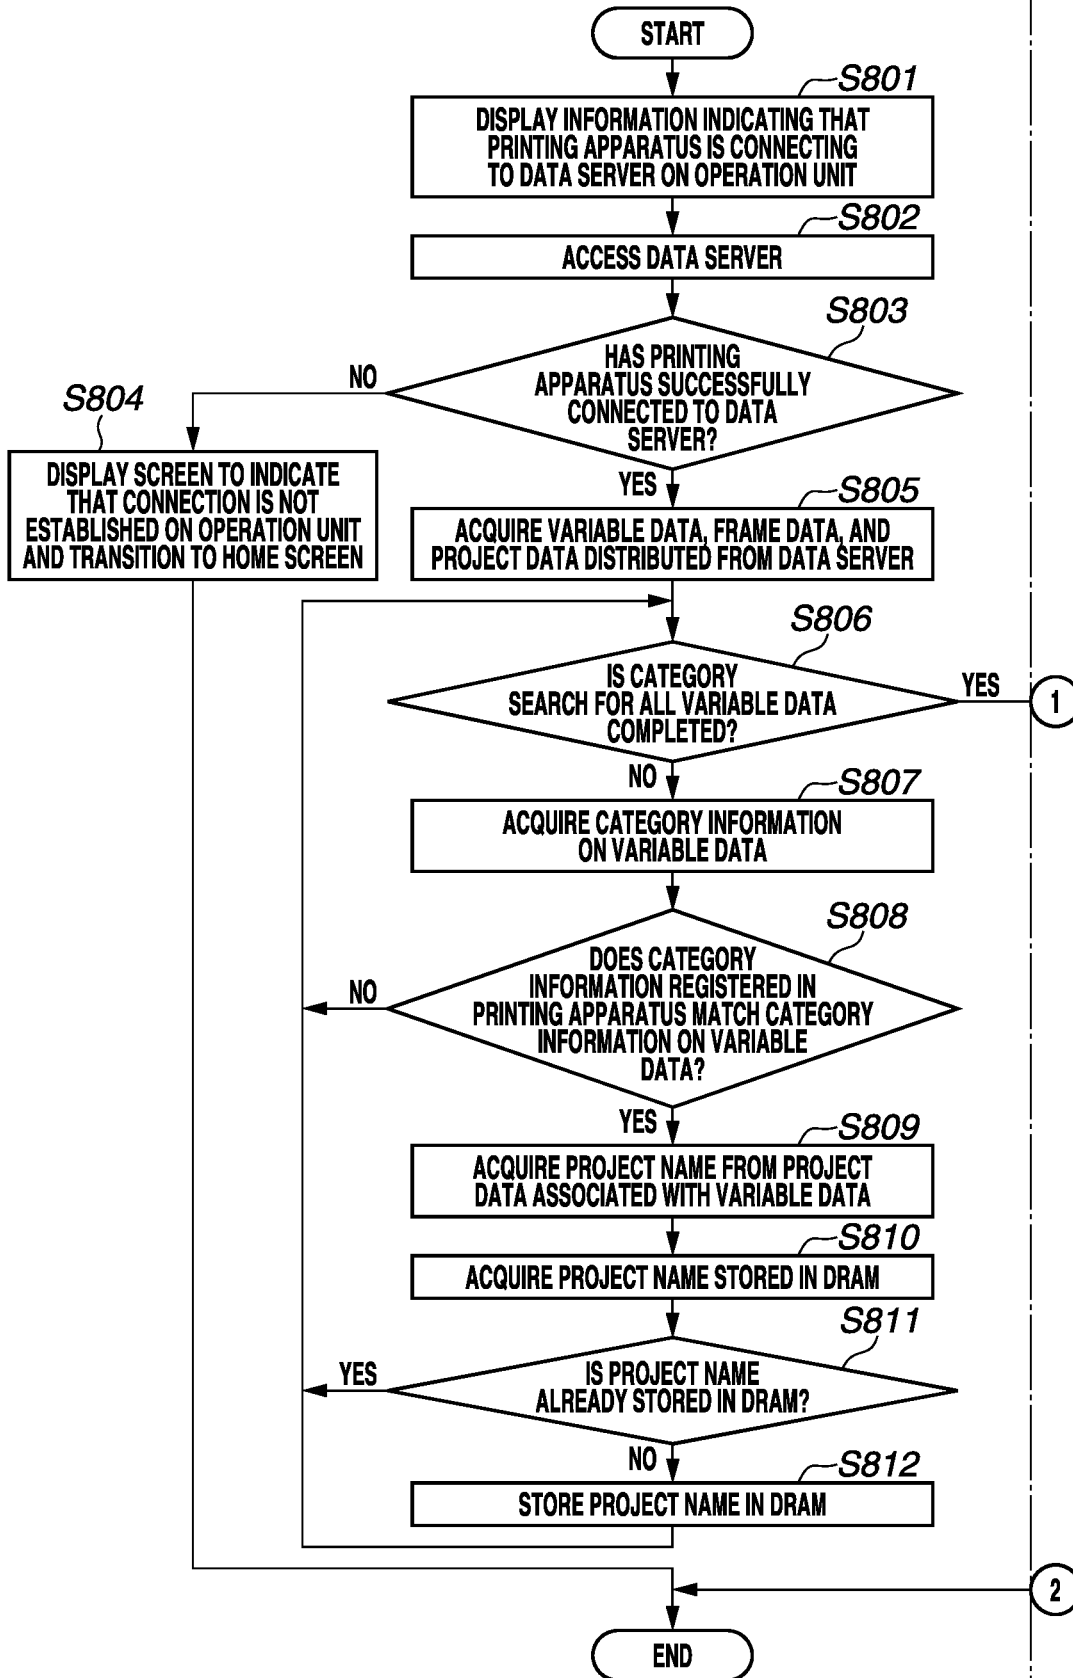 START
S801
DISPLAY INFORMATION INDICATING THAT
PRINTING APPARATUS IS CONNECTING
TO DATA SERVER ON OPERATION UNIT
S802
ACCESS DATA SERVER
S803
HAS PRINTING
APPARATUS SUCCESSFULLY
CONNECTED TO DATA
SERVER?
NO
S804
DISPLAY SCREEN TO INDICATE
THAT CONNECTION IS NOT
ESTABLISHED ON OPERATION UNIT
AND TRANSITION TO HOME SCREEN
YES
S805
ACQUIRE VARIABLE DATA, FRAME DATA, AND
PROJECT DATA DISTRIBUTED FROM DATA SERVER
S806
IS CATEGORY
SEARCH FOR ALL VARIABLE DATA
COMPLETED?
YES
1
NO
S807
ACQUIRE CATEGORY INFORMATION
ON VARIABLE DATA
S808
DOES CATEGORY
INFORMATION REGISTERED IN
PRINTING APPARATUS MATCH CATEGORY
INFORMATION ON VARIABLE
DATA?
NO
YES
S809
ACQUIRE PROJECT NAME FROM PROJECT
DATA ASSOCIATED WITH VARIABLE DATA
S810
ACQUIRE PROJECT NAME STORED IN DRAM
S811
IS PROJECT NAME
ALREADY STORED IN DRAM?
YES
NO
S812
STORE PROJECT NAME IN DRAM
2
END